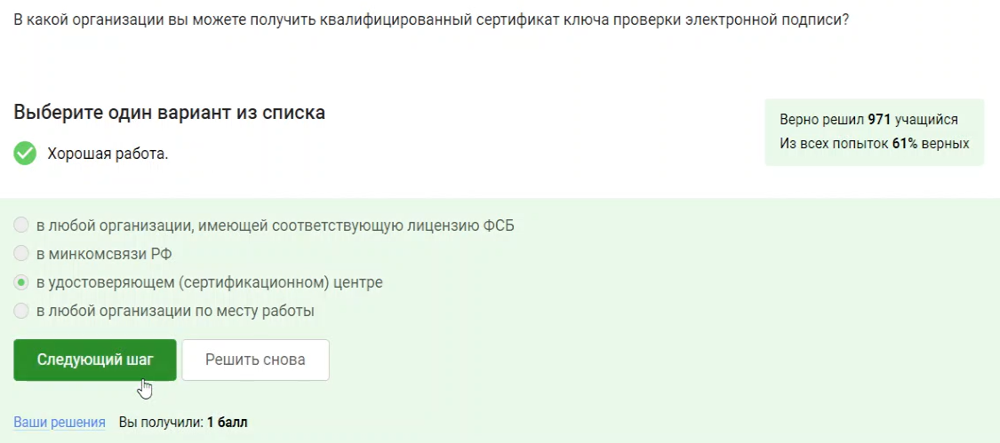 В какой организации вы можете получить квалифицированный сертификат ключа проверки электронной подписи?
Выберите один вариант из списка
Верно решил 971 учащийся
Из всех попыток 61% верных
Хорошая работа.
в любой организации, имеющей соответствующую лицензию ФСБ
в минкомсвязи РФ
в удостоверяющем (сертификационном) центре
в любой организации по месту работы
Следующий шаг
Решить снова
Ваши решения Вы получили: 1 балл